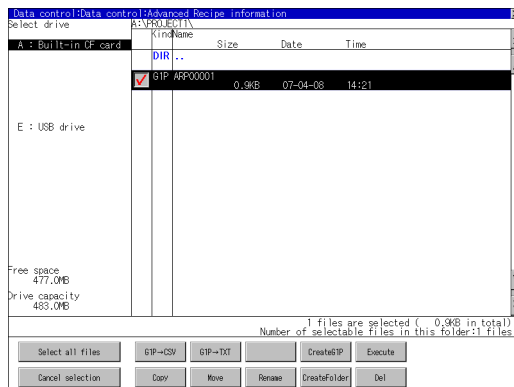 Data control:Data control:Advanced Recipe information
Select drive
A:\PROJECT1\
Kind Name
Size Date Time
A : Built-in CF card
DIR ..
G1P ARP00001
0.9KB 07-04-08 14:21
E : USB drive
Free space
477.0MB
Drive capacity
483.0MB
1 files are selected ( 0.9KB in total)
Number of selectable files in this folder:1 files
Select all files
G1P→CSV
G1P→TXT
CreateG1P
Execute
Cancel selection
Copy
Move
Rename
CreateFolder
Del